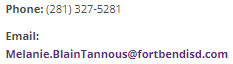 Phone: (281) 327-5281
Email:
Melanie.BlainTannous@fortbendisd.com